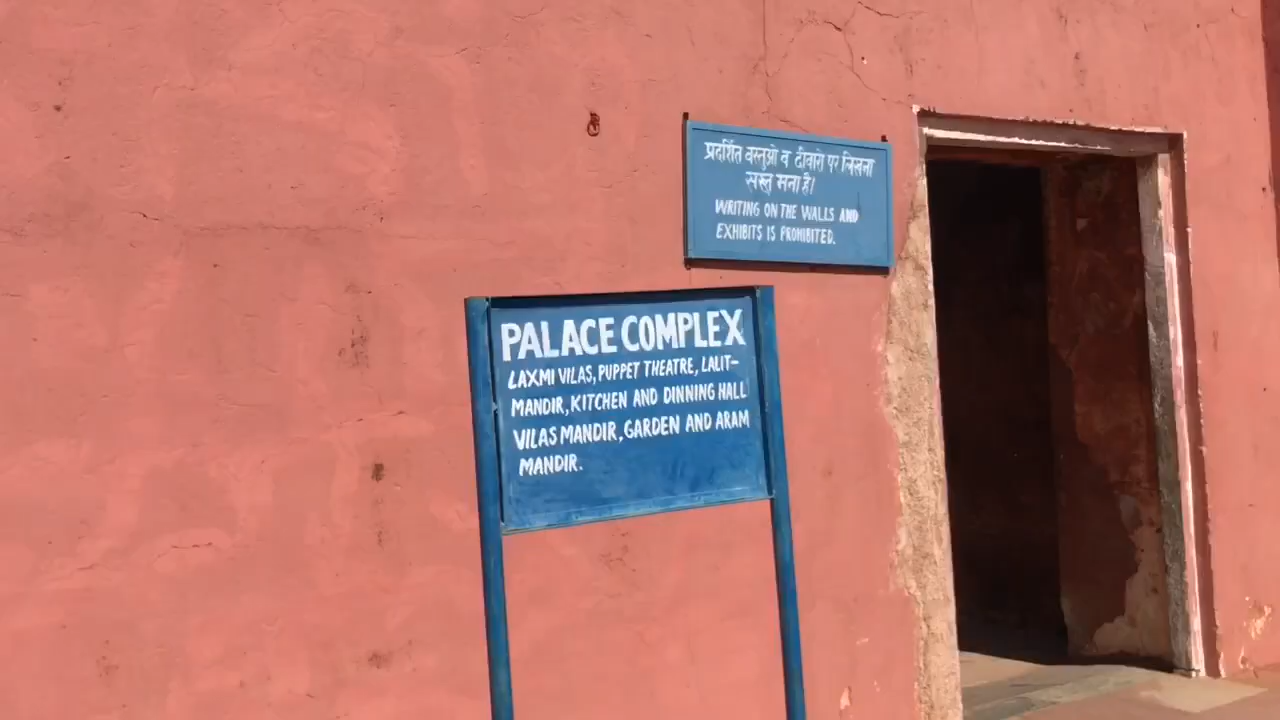 प्रदर्शित वस्तुओ व दीवारो पर लिखना
सख्त मना है।
WRITING ON THE WALLS AND
EXHIBITS IS PROHIBITED.
PALACE COMPLEX
LAXMI VILAS, PUPPET THEATRE, LALIT-
MANDIR, KITCHEN AND DINNING HALL
VILAS MANDIR, GARDEN AND ARAM
MANDIR.